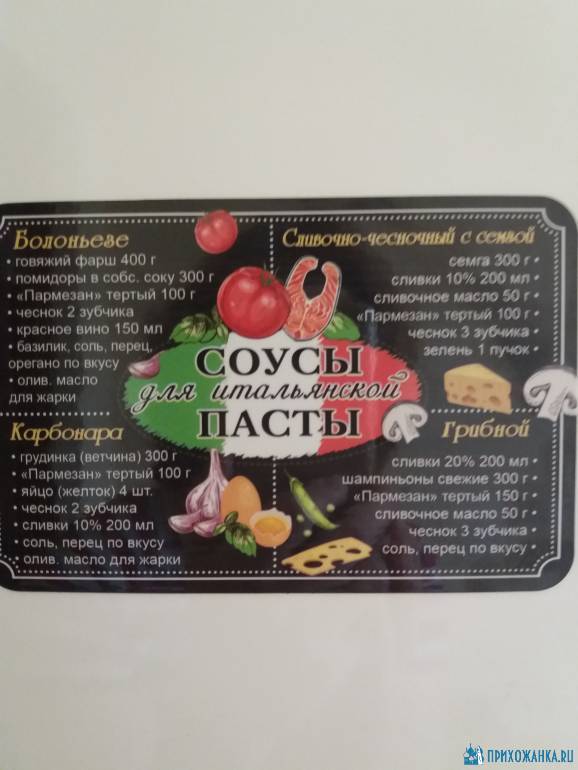 Болоньезе
• говяжий фарш 400 г
• помидоры в собс. соку 300 г
• «Пармезан» тертый 100 г
• чеснок 2 зубчика
• красное вино 150 мл
• базилик, соль, перец,
орегано по вкусу
• олив. масло
для жарки
Сливочно-чесночный с семгой
семга 300 г •
сливки 10% 200 мл •
сливочное масло 50 г •
«Пармезан» тертый 100 г •
чеснок 3 зубчика •
зелень 1 пучок •
СОУСЫ
для итальянской
ПАСТЫ
Карбонара
• грудинка (ветчина) 300 г
• «Пармезан» тертый 100 г
• яйцо (желток) 4 шт.
• чеснок 2 зубчика
• сливки 10% 200 мл
• соль, перец по вкусу
• олив. масло для жарки
Грибной
сливки 20% 200 мл •
шампиньоны свежие 300 г •
«Пармезан» тертый 150 г •
сливочное масло 50 г •
чеснок 3 зубчика •
соль, перец по вкусу •
ПРИХОЖАНКА.RU